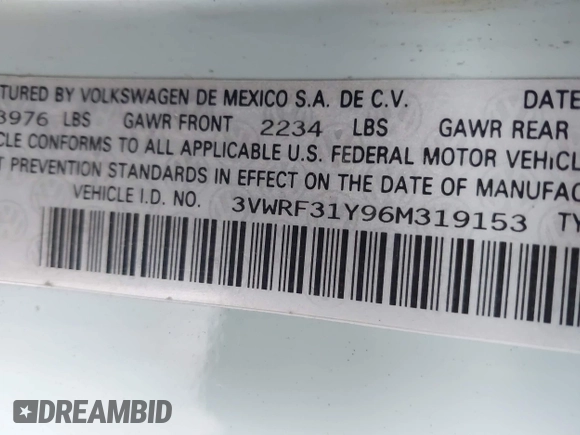 TURED BY VOLKSWAGEN DE MEXICO S.A. DE C.V. DATE
3976 LBS GAWR FRONT 2234 LBS GAWR REAR
ICLE CONFORMS TO ALL APPLICABLE U.S. FEDERAL MOTOR VEHICL
T PREVENTION STANDARDS IN EFFECT ON THE DATE OF MANUFAC
VEHICLE I.D. NO. 3VWRF31Y96M319153 TY
DREAMBID